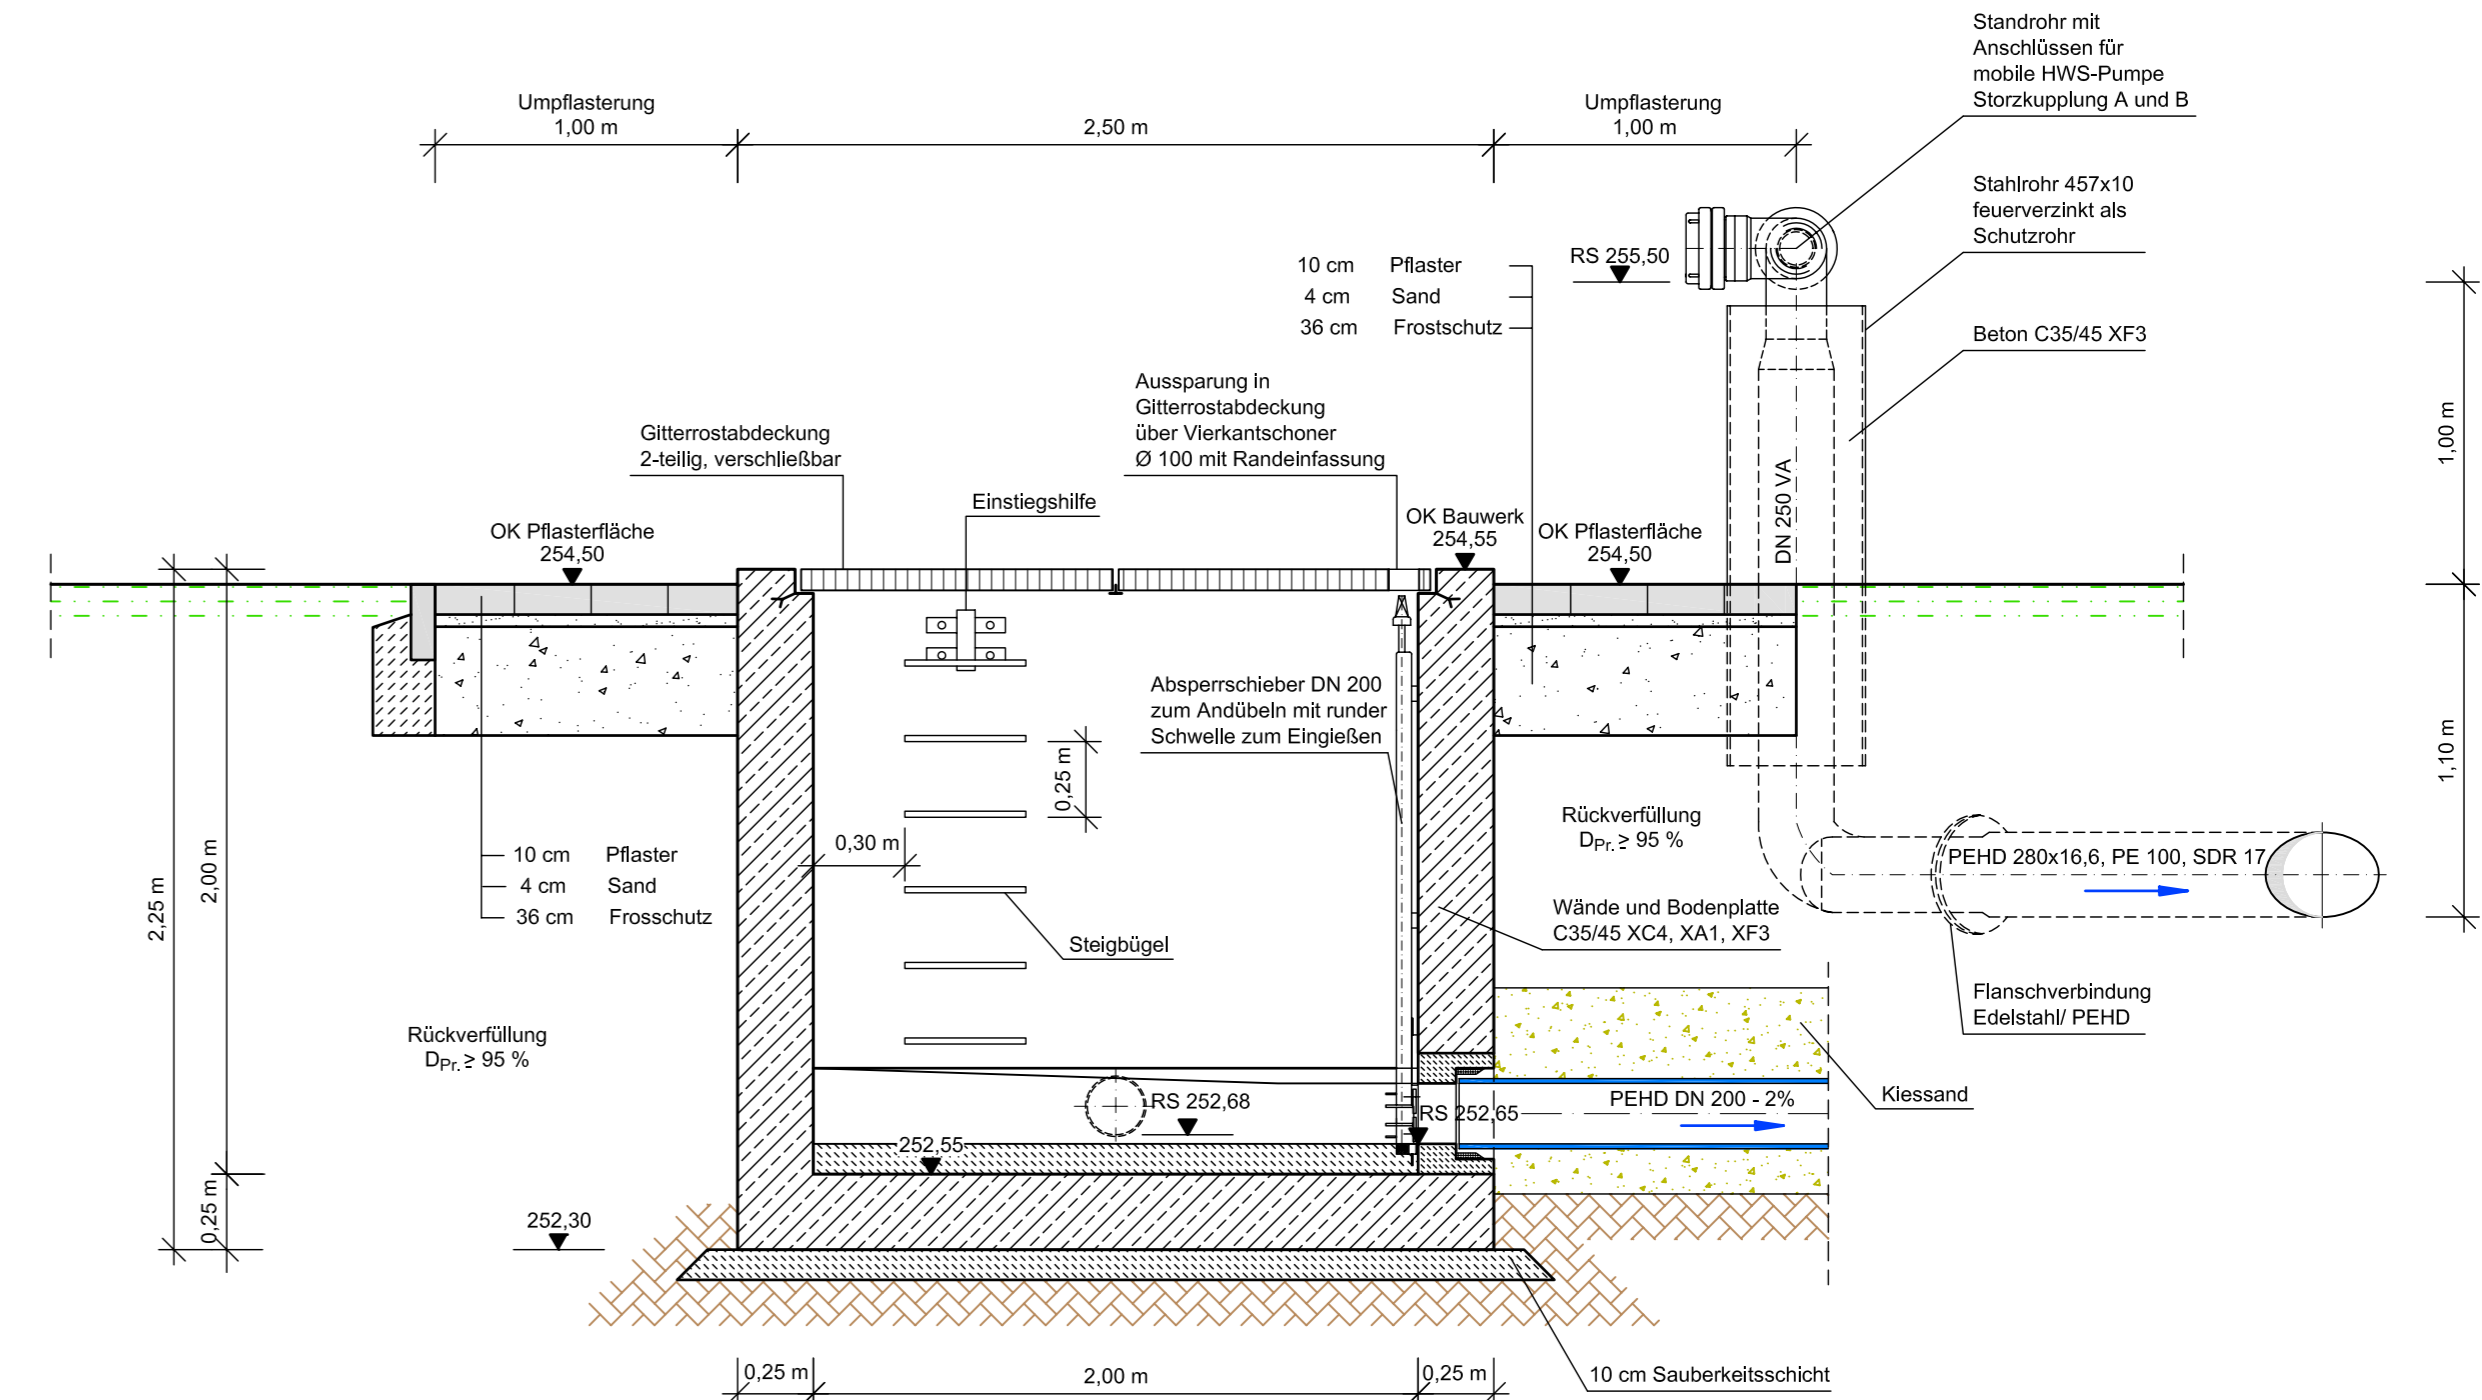 Standrohr mit
Anschlüssen für
mobile HWS-Pumpe
Storzkupplung A und B
Umpflasterung
1,00 m
2,50 m
Umpflasterung
1,00 m
Stahlrohr 457x10
feuerverzinkt als
Schutzrohr
RS 255,50
10 cm Pflaster
4 cm Sand
36 cm Frostschutz
Beton C35/45 XF3
Aussparung in
Gitterrostabdeckung
über Vierkantschoner
Ø 100 mit Randeinfassung
Gitterrostabdeckung
2-teilig, verschließbar
Einstiegshilfe
1,00 m
DN 250 VA
OK Pflasterfläche
254,50
OK Bauwerk
254,55
OK Pflasterfläche
254,50
Absperrschieber DN 200
zum Andübeln mit runder
Schwelle zum Eingießen
0,25 m
1,10 m
0,30 m
Rückverfüllung
DPr. ≥ 95 %
10 cm Pflaster
4 cm Sand
36 cm Frosschutz
2,25 m
2,00 m
PEHD 280x16,6, PE 100, SDR 17
Wände und Bodenplatte
C35/45 XC4, XA1, XF3
Steigbügel
Flanschverbindung
Edelstahl/ PEHD
Rückverfüllung
DPr. ≥ 95 %
Kiessand
RS 252,68
RS 252,65
PEHD DN 200 - 2%
252,55
0,25 m
252,30
0,25 m
2,00 m
0,25 m
10 cm Sauberkeitsschicht